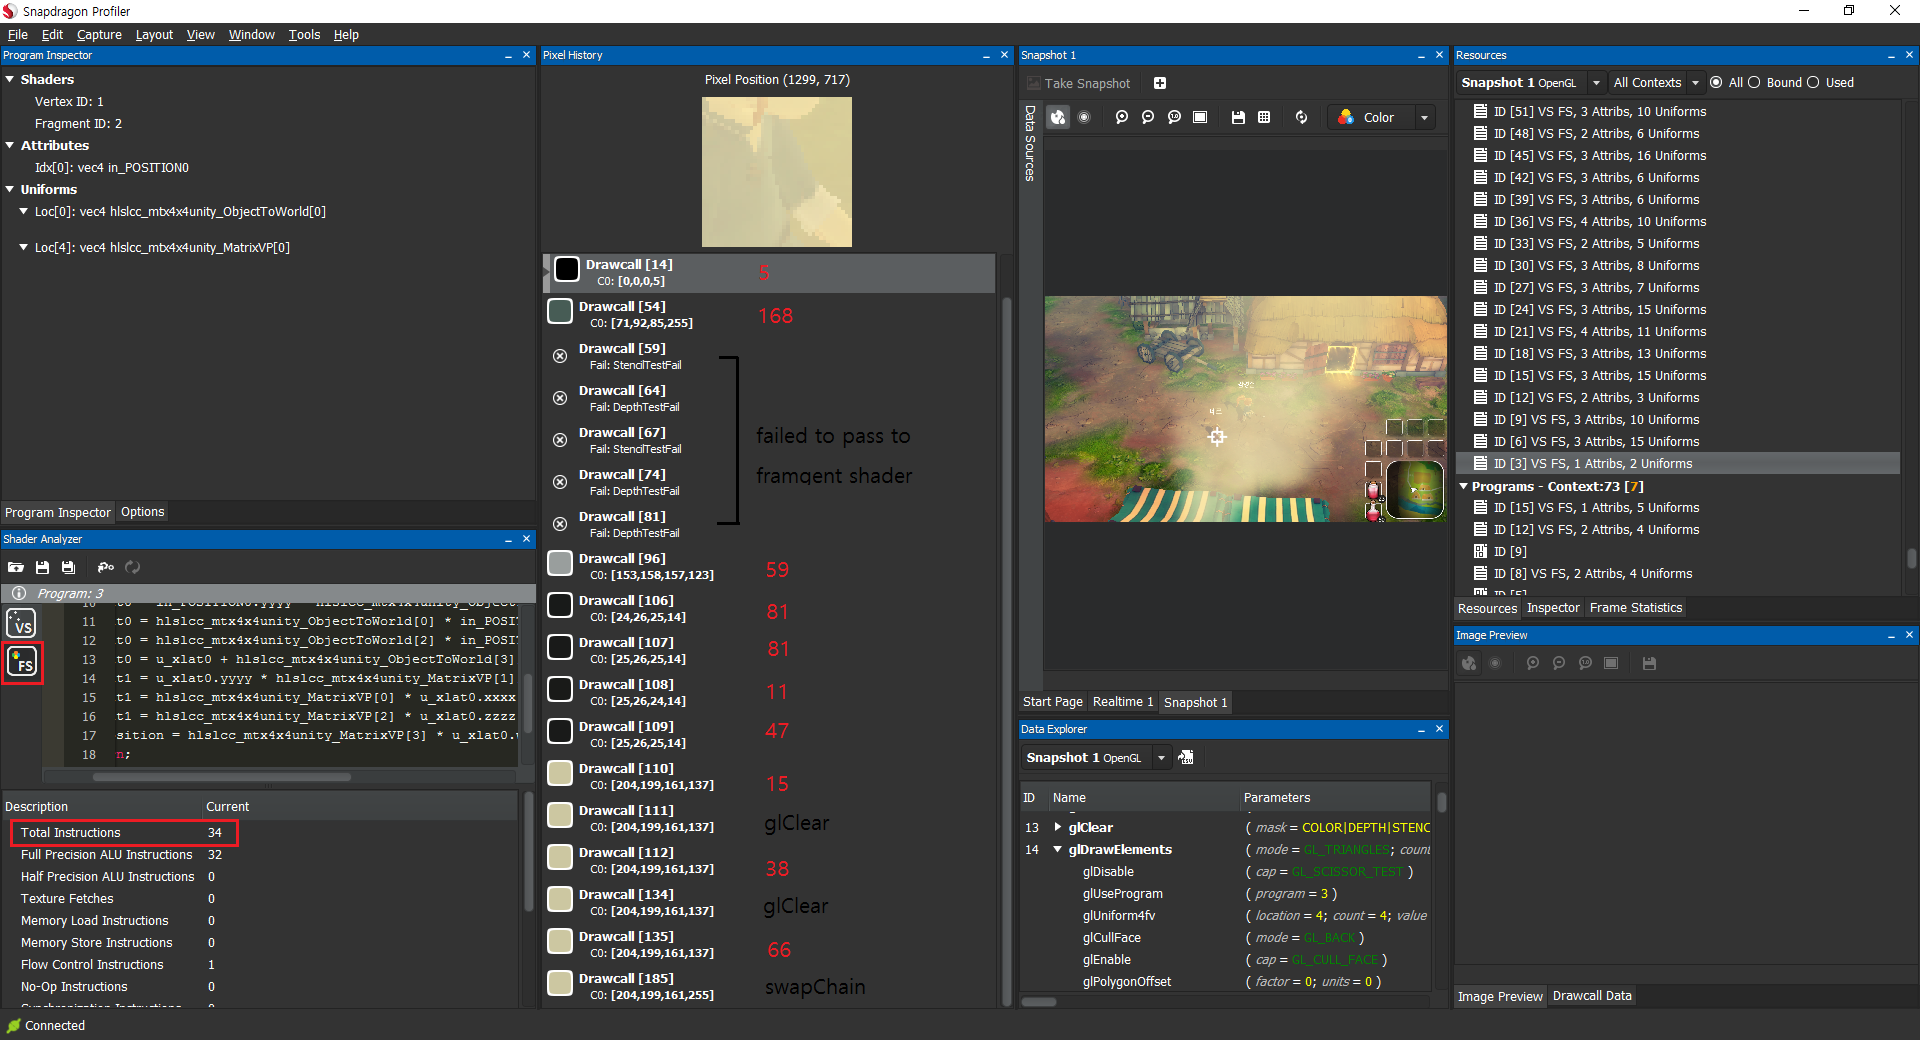 Snapdragon Profiler
File Edit Capture Layout View Window Tools Help
Program Inspector
Shaders
Vertex ID: 1
Fragment ID: 2
Attributes
Idx[0]: vec4 in_POSITION0
Uniforms
Loc[0]: vec4 hlslcc_mtx4x4unity_ObjectToWorld[0]
Loc[4]: vec4 hlslcc_mtx4x4unity_MatrixVP[0]
Program Inspector Options
Shader Analyzer
Program: 3
VS
FS
10 t0 = in_POSITION0.yyyy * hlslcc_mtx4x4unity_Object
11 t0 = hlslcc_mtx4x4unity_ObjectToWorld[0] * in_POSIT
12 t0 = hlslcc_mtx4x4unity_ObjectToWorld[2] * in_POSIT
13 t0 = u_xlat0 + hlslcc_mtx4x4unity_ObjectToWorld[3]
14 t1 = u_xlat0.yyyy * hlslcc_mtx4x4unity_MatrixVP[1]
15 t1 = hlslcc_mtx4x4unity_MatrixVP[0] * u_xlat0.xxxx
16 t1 = hlslcc_mtx4x4unity_MatrixVP[2] * u_xlat0.zzzz
17 sition = hlslcc_mtx4x4unity_MatrixVP[3] * u_xlat0.
18 n;
Description Current
Total Instructions 34
Full Precision ALU Instructions 32
Half Precision ALU Instructions 0
Texture Fetches 0
Memory Load Instructions 0
Memory Store Instructions 0
Flow Control Instructions 1
No-Op Instructions 0
Synchronization Instructions 0
Connected
Pixel History
Pixel Position (1299, 717)
Drawcall [14]
C0: [0,0,0,5]
5
Drawcall [54]
C0: [71,92,85,255]
168
Drawcall [59]
Fail: StencilTestFail
Drawcall [64]
Fail: DepthTestFail
Drawcall [67]
Fail: StencilTestFail
Drawcall [74]
Fail: DepthTestFail
Drawcall [81]
Fail: DepthTestFail
failed to pass to
framgent shader
Drawcall [96]
C0: [153,158,157,123]
59
Drawcall [106]
C0: [24,26,25,14]
81
Drawcall [107]
C0: [25,26,25,14]
81
Drawcall [108]
C0: [25,26,24,14]
11
Drawcall [109]
C0: [25,26,25,14]
47
Drawcall [110]
C0: [204,199,161,137]
15
Drawcall [111]
C0: [204,199,161,137]
glClear
Drawcall [112]
C0: [204,199,161,137]
38
Drawcall [134]
C0: [204,199,161,137]
glClear
Drawcall [135]
C0: [204,199,161,137]
66
Drawcall [185]
C0: [204,199,161,255]
swapChain
Snapshot 1
Take Snapshot
Data Sources
Color
Start Page Realtime 1 Snapshot 1
Data Explorer
Snapshot 1 OpenGL
ID Name Parameters
13 glClear ( mask = COLOR|DEPTH|STENC
14 glDrawElements ( mode = GL_TRIANGLES; count
glDisable ( cap = GL_SCISSOR_TEST )
glUseProgram ( program = 3 )
glUniform4fv ( location = 4; count = 4; value
glCullFace ( mode = GL_BACK )
glEnable ( cap = GL_CULL_FACE )
glPolygonOffset ( factor = 0; units = 0 )
Resources
Snapshot 1 OpenGL All Contexts All Bound Used
ID [51] VS FS, 3 Attribs, 10 Uniforms
ID [48] VS FS, 2 Attribs, 6 Uniforms
ID [45] VS FS, 3 Attribs, 16 Uniforms
ID [42] VS FS, 3 Attribs, 6 Uniforms
ID [39] VS FS, 3 Attribs, 6 Uniforms
ID [36] VS FS, 4 Attribs, 10 Uniforms
ID [33] VS FS, 2 Attribs, 5 Uniforms
ID [30] VS FS, 3 Attribs, 8 Uniforms
ID [27] VS FS, 3 Attribs, 7 Uniforms
ID [24] VS FS, 3 Attribs, 15 Uniforms
ID [21] VS FS, 4 Attribs, 11 Uniforms
ID [18] VS FS, 3 Attribs, 13 Uniforms
ID [15] VS FS, 3 Attribs, 15 Uniforms
ID [12] VS FS, 2 Attribs, 3 Uniforms
ID [9] VS FS, 3 Attribs, 10 Uniforms
ID [6] VS FS, 3 Attribs, 15 Uniforms
ID [3] VS FS, 1 Attribs, 2 Uniforms
Programs - Context:73 [7]
ID [15] VS FS, 1 Attribs, 5 Uniforms
ID [12] VS FS, 2 Attribs, 4 Uniforms
ID [9]
ID [8] VS FS, 2 Attribs, 4 Uniforms
ID [5]
Resources Inspector Frame Statistics
Image Preview
Image Preview Drawcall Data